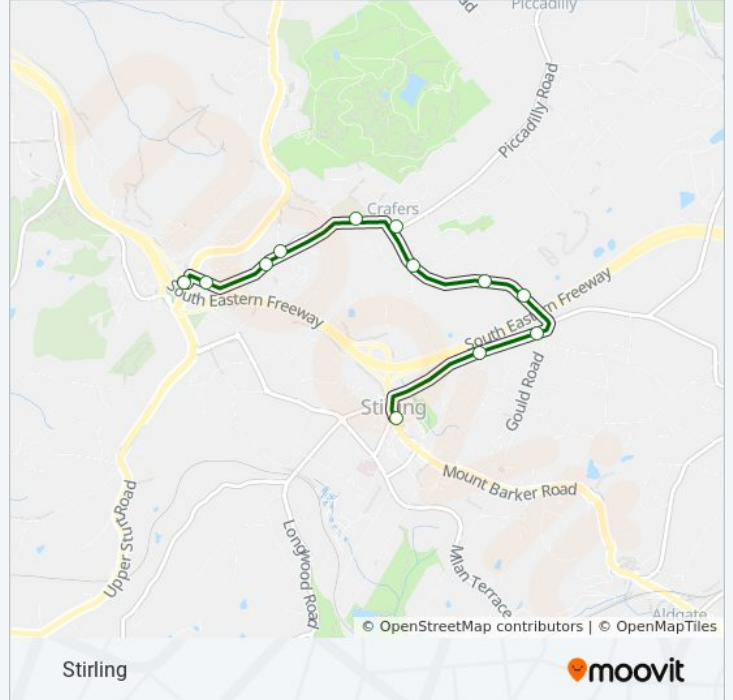 Piccadilly
Piccadilly Road
Crafers
South Eastern Freeway
South Eastern Freeway
Gould Road
Stirling
Mount Barker Road
Upper Sturt Road
Longwood Road
Milan Terrace
Aldgate
© OpenStreetMap contributors | © OpenMapTiles
Stirling
moovit